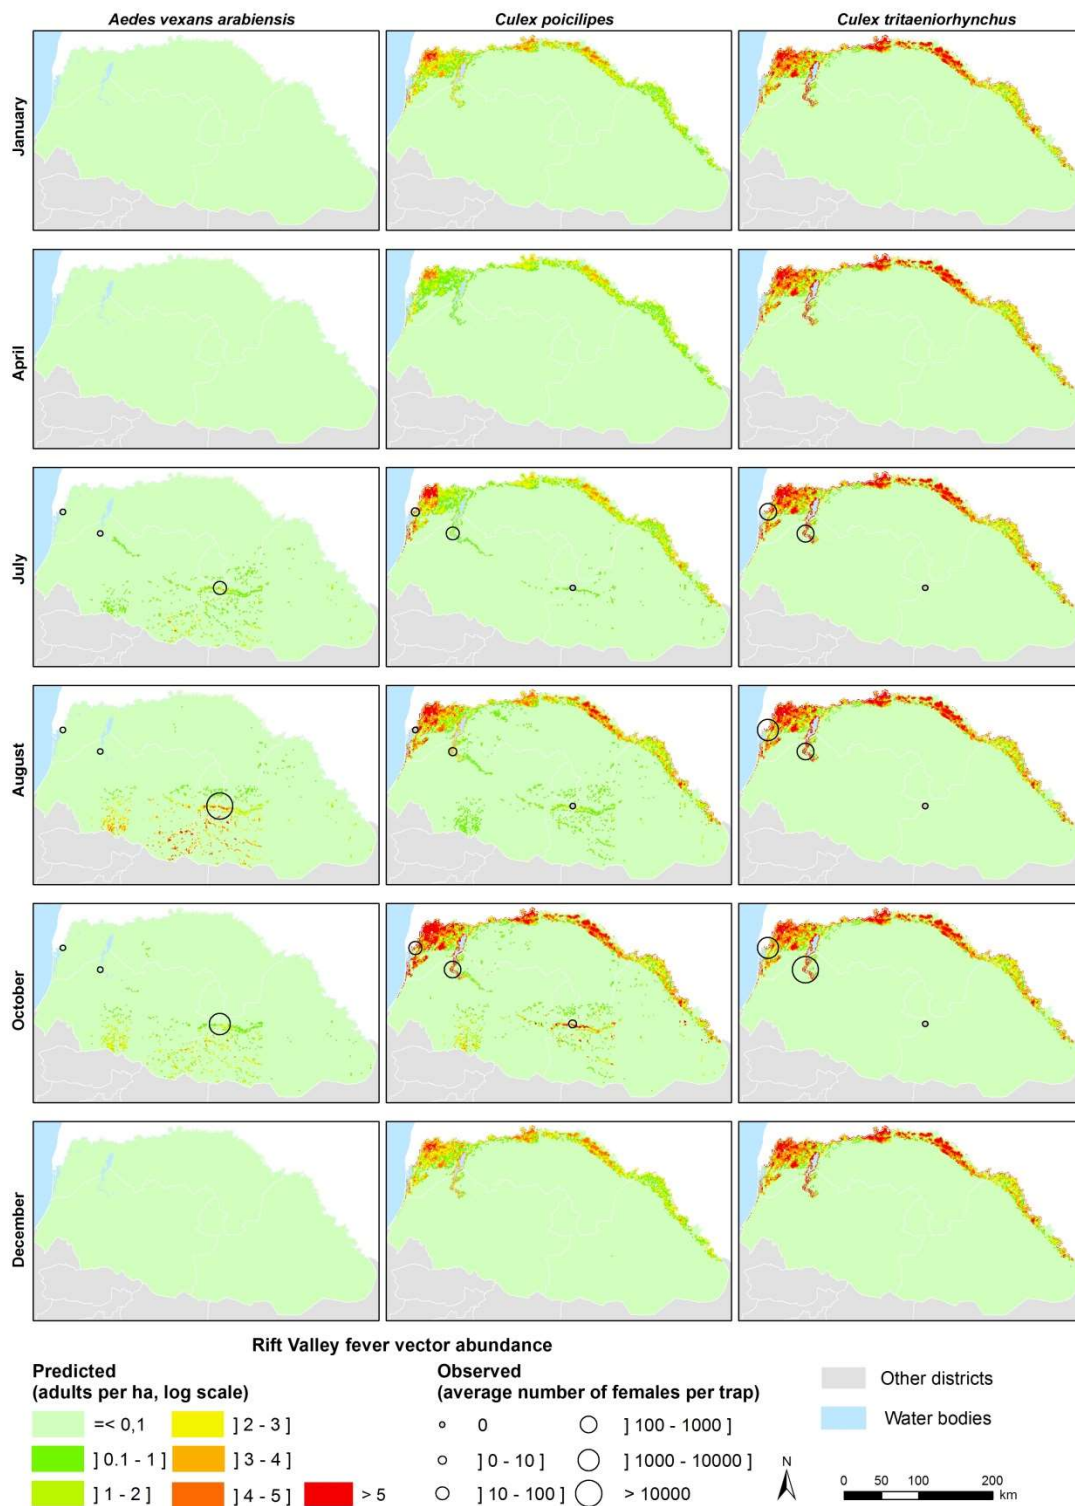 Aedes vexans arabiensis
Culex poicilipes
Culex tritaeniorhynchus
January
April
July
August
October
December
Rift Valley fever vector abundance
Predicted
(adults per ha, log scale)
=< 0,1
] 0.1 - 1 ]
] 1 - 2 ]
] 2 - 3 ]
] 3 - 4 ]
] 4 - 5 ]
> 5
Observed
(average number of females per trap)
0
] 0 - 10 ]
] 10 - 100 ]
] 100 - 1000 ]
] 1000 - 10000 ]
> 10000
Other districts
Water bodies
N
0 50 100 200
km